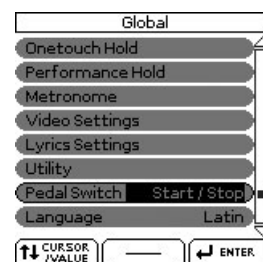 Global
Onetouch Hold
Performance Hold
Metronome
Video Settings
Lyrics Settings
Utility
Pedal Switch Start / Stop
Language Latin
CURSOR /VALUE ENTER